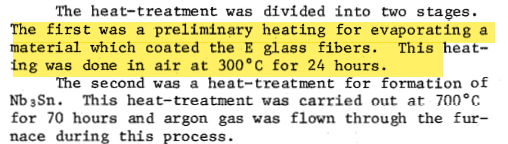 The heat-treatment was divided into two stages.
The first was a preliminary heating for evaporating a
material which coated the E glass fibers. This heat-
ing was done in air at 300°C for 24 hours.
The second was a heat-treatment for formation of
Nb₃Sn. This heat-treatment was carried out at 700°C
for 70 hours and argon gas was flown through the fur-
nace during this process.